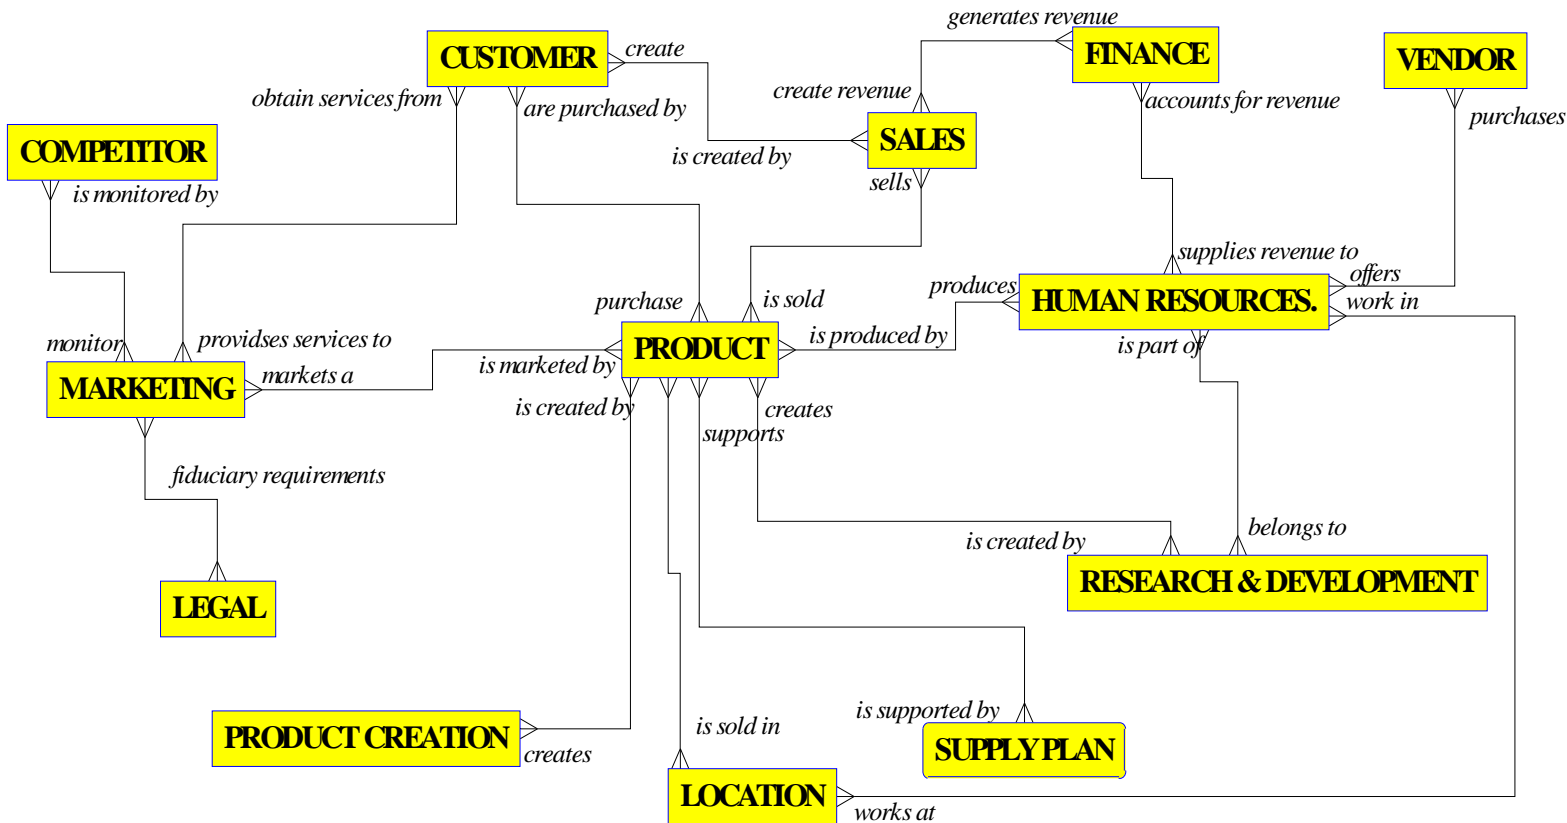 generates revenue
CUSTOMER
create
FINANCE
VENDOR
obtain services from
are purchased by
create revenue
accounts for revenue
purchases
COMPETITOR
is created by
SALES
is monitored by
sells
supplies revenue to
offers
purchase
is sold
produces
HUMAN RESOURCES.
work in
monitor
providses services to
is marketed by
PRODUCT
is produced by
is part of
MARKETING
markets a
is created by
creates
supports
fiduciary requirements
is created by
belongs to
RESEARCH & DEVELOPMENT
LEGAL
PRODUCT CREATION
creates
is sold in
is supported by
SUPPLY PLAN
LOCATION
works at